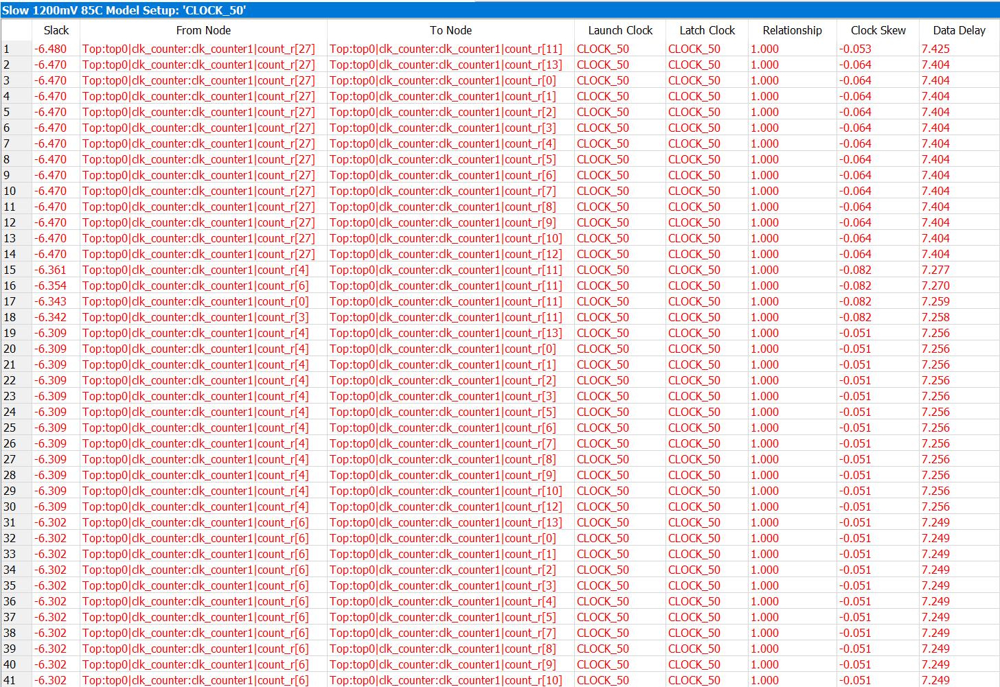 Slow 1200mV 85C Model Setup: 'CLOCK_50'
Slack From Node To Node Launch Clock Latch Clock Relationship Clock Skew Data Delay
1 -6.480 Top:top0|clk_counter:clk_counter1|count_r[27] Top:top0|clk_counter:clk_counter1|count_r[11] CLOCK_50 CLOCK_50 1.000 -0.053 7.425
2 -6.470 Top:top0|clk_counter:clk_counter1|count_r[27] Top:top0|clk_counter:clk_counter1|count_r[13] CLOCK_50 CLOCK_50 1.000 -0.064 7.404
3 -6.470 Top:top0|clk_counter:clk_counter1|count_r[27] Top:top0|clk_counter:clk_counter1|count_r[0] CLOCK_50 CLOCK_50 1.000 -0.064 7.404
4 -6.470 Top:top0|clk_counter:clk_counter1|count_r[27] Top:top0|clk_counter:clk_counter1|count_r[1] CLOCK_50 CLOCK_50 1.000 -0.064 7.404
5 -6.470 Top:top0|clk_counter:clk_counter1|count_r[27] Top:top0|clk_counter:clk_counter1|count_r[2] CLOCK_50 CLOCK_50 1.000 -0.064 7.404
6 -6.470 Top:top0|clk_counter:clk_counter1|count_r[27] Top:top0|clk_counter:clk_counter1|count_r[3] CLOCK_50 CLOCK_50 1.000 -0.064 7.404
7 -6.470 Top:top0|clk_counter:clk_counter1|count_r[27] Top:top0|clk_counter:clk_counter1|count_r[4] CLOCK_50 CLOCK_50 1.000 -0.064 7.404
8 -6.470 Top:top0|clk_counter:clk_counter1|count_r[27] Top:top0|clk_counter:clk_counter1|count_r[5] CLOCK_50 CLOCK_50 1.000 -0.064 7.404
9 -6.470 Top:top0|clk_counter:clk_counter1|count_r[27] Top:top0|clk_counter:clk_counter1|count_r[6] CLOCK_50 CLOCK_50 1.000 -0.064 7.404
10 -6.470 Top:top0|clk_counter:clk_counter1|count_r[27] Top:top0|clk_counter:clk_counter1|count_r[7] CLOCK_50 CLOCK_50 1.000 -0.064 7.404
11 -6.470 Top:top0|clk_counter:clk_counter1|count_r[27] Top:top0|clk_counter:clk_counter1|count_r[8] CLOCK_50 CLOCK_50 1.000 -0.064 7.404
12 -6.470 Top:top0|clk_counter:clk_counter1|count_r[27] Top:top0|clk_counter:clk_counter1|count_r[9] CLOCK_50 CLOCK_50 1.000 -0.064 7.404
13 -6.470 Top:top0|clk_counter:clk_counter1|count_r[27] Top:top0|clk_counter:clk_counter1|count_r[10] CLOCK_50 CLOCK_50 1.000 -0.064 7.404
14 -6.470 Top:top0|clk_counter:clk_counter1|count_r[27] Top:top0|clk_counter:clk_counter1|count_r[12] CLOCK_50 CLOCK_50 1.000 -0.064 7.404
15 -6.361 Top:top0|clk_counter:clk_counter1|count_r[4] Top:top0|clk_counter:clk_counter1|count_r[11] CLOCK_50 CLOCK_50 1.000 -0.082 7.277
16 -6.354 Top:top0|clk_counter:clk_counter1|count_r[6] Top:top0|clk_counter:clk_counter1|count_r[11] CLOCK_50 CLOCK_50 1.000 -0.082 7.270
17 -6.343 Top:top0|clk_counter:clk_counter1|count_r[0] Top:top0|clk_counter:clk_counter1|count_r[11] CLOCK_50 CLOCK_50 1.000 -0.082 7.259
18 -6.342 Top:top0|clk_counter:clk_counter1|count_r[3] Top:top0|clk_counter:clk_counter1|count_r[11] CLOCK_50 CLOCK_50 1.000 -0.082 7.258
19 -6.309 Top:top0|clk_counter:clk_counter1|count_r[4] Top:top0|clk_counter:clk_counter1|count_r[13] CLOCK_50 CLOCK_50 1.000 -0.051 7.256
20 -6.309 Top:top0|clk_counter:clk_counter1|count_r[4] Top:top0|clk_counter:clk_counter1|count_r[0] CLOCK_50 CLOCK_50 1.000 -0.051 7.256
21 -6.309 Top:top0|clk_counter:clk_counter1|count_r[4] Top:top0|clk_counter:clk_counter1|count_r[1] CLOCK_50 CLOCK_50 1.000 -0.051 7.256
22 -6.309 Top:top0|clk_counter:clk_counter1|count_r[4] Top:top0|clk_counter:clk_counter1|count_r[2] CLOCK_50 CLOCK_50 1.000 -0.051 7.256
23 -6.309 Top:top0|clk_counter:clk_counter1|count_r[4] Top:top0|clk_counter:clk_counter1|count_r[3] CLOCK_50 CLOCK_50 1.000 -0.051 7.256
24 -6.309 Top:top0|clk_counter:clk_counter1|count_r[4] Top:top0|clk_counter:clk_counter1|count_r[5] CLOCK_50 CLOCK_50 1.000 -0.051 7.256
25 -6.309 Top:top0|clk_counter:clk_counter1|count_r[4] Top:top0|clk_counter:clk_counter1|count_r[6] CLOCK_50 CLOCK_50 1.000 -0.051 7.256
26 -6.309 Top:top0|clk_counter:clk_counter1|count_r[4] Top:top0|clk_counter:clk_counter1|count_r[7] CLOCK_50 CLOCK_50 1.000 -0.051 7.256
27 -6.309 Top:top0|clk_counter:clk_counter1|count_r[4] Top:top0|clk_counter:clk_counter1|count_r[8] CLOCK_50 CLOCK_50 1.000 -0.051 7.256
28 -6.309 Top:top0|clk_counter:clk_counter1|count_r[4] Top:top0|clk_counter:clk_counter1|count_r[9] CLOCK_50 CLOCK_50 1.000 -0.051 7.256
29 -6.309 Top:top0|clk_counter:clk_counter1|count_r[4] Top:top0|clk_counter:clk_counter1|count_r[10] CLOCK_50 CLOCK_50 1.000 -0.051 7.256
30 -6.309 Top:top0|clk_counter:clk_counter1|count_r[4] Top:top0|clk_counter:clk_counter1|count_r[12] CLOCK_50 CLOCK_50 1.000 -0.051 7.256
31 -6.302 Top:top0|clk_counter:clk_counter1|count_r[6] Top:top0|clk_counter:clk_counter1|count_r[13] CLOCK_50 CLOCK_50 1.000 -0.051 7.249
32 -6.302 Top:top0|clk_counter:clk_counter1|count_r[6] Top:top0|clk_counter:clk_counter1|count_r[0] CLOCK_50 CLOCK_50 1.000 -0.051 7.249
33 -6.302 Top:top0|clk_counter:clk_counter1|count_r[6] Top:top0|clk_counter:clk_counter1|count_r[1] CLOCK_50 CLOCK_50 1.000 -0.051 7.249
34 -6.302 Top:top0|clk_counter:clk_counter1|count_r[6] Top:top0|clk_counter:clk_counter1|count_r[2] CLOCK_50 CLOCK_50 1.000 -0.051 7.249
35 -6.302 Top:top0|clk_counter:clk_counter1|count_r[6] Top:top0|clk_counter:clk_counter1|count_r[3] CLOCK_50 CLOCK_50 1.000 -0.051 7.249
36 -6.302 Top:top0|clk_counter:clk_counter1|count_r[6] Top:top0|clk_counter:clk_counter1|count_r[4] CLOCK_50 CLOCK_50 1.000 -0.051 7.249
37 -6.302 Top:top0|clk_counter:clk_counter1|count_r[6] Top:top0|clk_counter:clk_counter1|count_r[5] CLOCK_50 CLOCK_50 1.000 -0.051 7.249
38 -6.302 Top:top0|clk_counter:clk_counter1|count_r[6] Top:top0|clk_counter:clk_counter1|count_r[7] CLOCK_50 CLOCK_50 1.000 -0.051 7.249
39 -6.302 Top:top0|clk_counter:clk_counter1|count_r[6] Top:top0|clk_counter:clk_counter1|count_r[8] CLOCK_50 CLOCK_50 1.000 -0.051 7.249
40 -6.302 Top:top0|clk_counter:clk_counter1|count_r[6] Top:top0|clk_counter:clk_counter1|count_r[9] CLOCK_50 CLOCK_50 1.000 -0.051 7.249
41 -6.302 Top:top0|clk_counter:clk_counter1|count_r[6] Top:top0|clk_counter:clk_counter1|count_r[10] CLOCK_50 CLOCK_50 1.000 -0.051 7.249